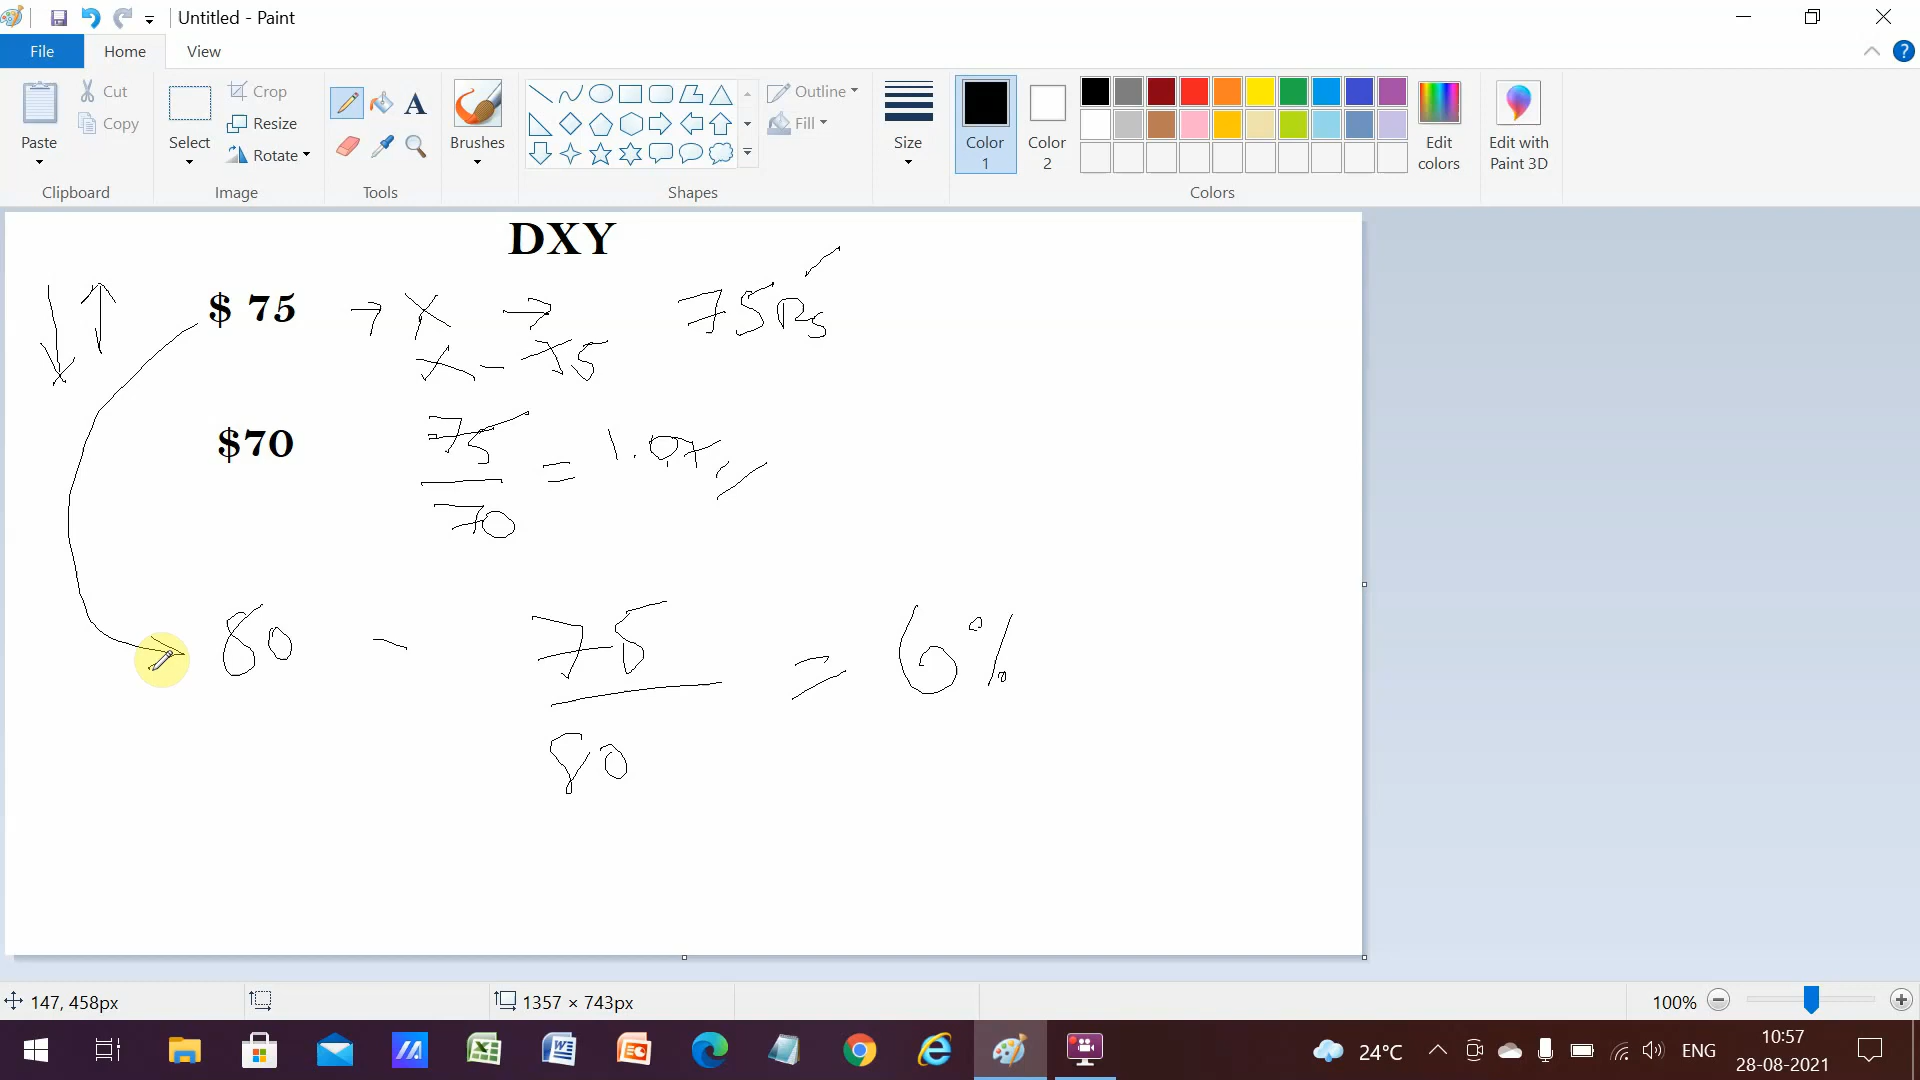 Untitled - Paint
File
Home
View
Paste
Cut
Copy
Clipboard
Select
Crop
Resize
Rotate
Image
Tools
Brushes
Shapes
Outline
Fill
Size
Color 1
Color 2
Edit colors
Edit with Paint 3D
Colors
DXY
$ 75 → X → 75Rs
X - 75
$70
75
70
= 1.07
80 - 75
80
= 6%
147, 458px
1357 × 743px
100%
24°C
ENG
10:57
28-08-2021